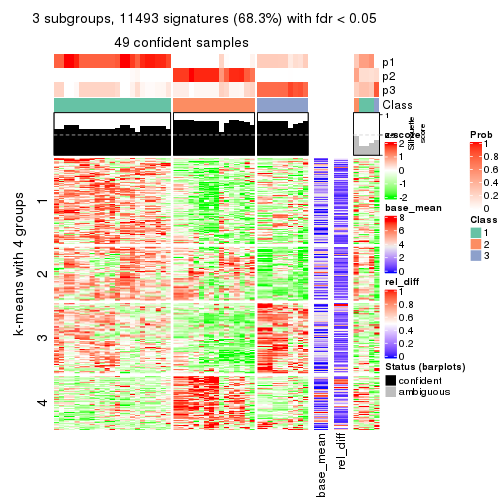 3 subgroups, 11493 signatures (68.3%) with fdr < 0.05
49 confident samples
p1
p2
p3
Class
1
Silhouette
score
z-score
2
1
0
-1
-2
Prob
1
0.8
0.6
0.4
0.2
0
base_mean
8
6
4
2
0
Class
1
2
3
rel_diff
1
0.8
0.6
0.4
0.2
0
Status (barplots)
confident
ambiguous
k-means with 4 groups
1
2
3
4
base_mean
rel_diff